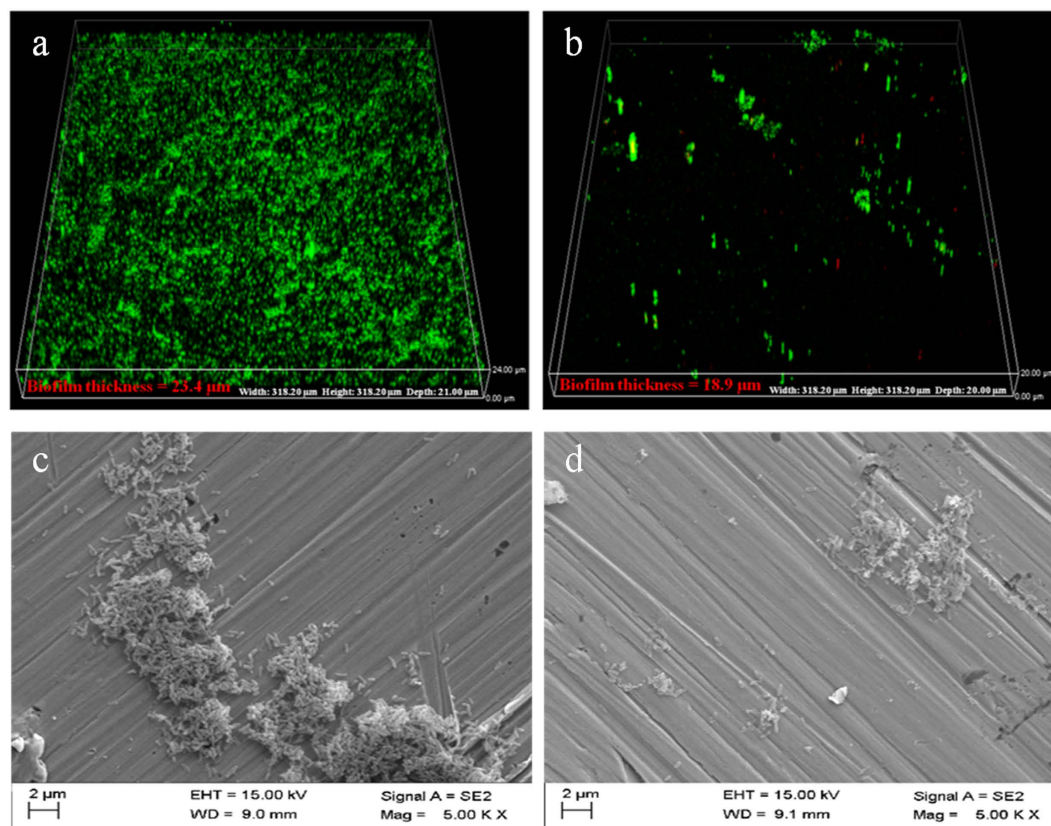 a
24.00 μm
Biofilm thickness = 23.4 μm
Width: 318.20 μm Height: 318.20 μm Depth: 21.00 μm
0.00 μm
b
20.00 μm
Biofilm thickness = 18.9 μm
Width: 318.20 μm Height: 318.20 μm Depth: 20.00 μm
0.00 μm
c
2 μm
EHT = 15.00 kV
Signal A = SE2
WD = 9.0 mm
Mag = 5.00 K X
d
2 μm
EHT = 15.00 kV
Signal A = SE2
WD = 9.1 mm
Mag = 5.00 K X